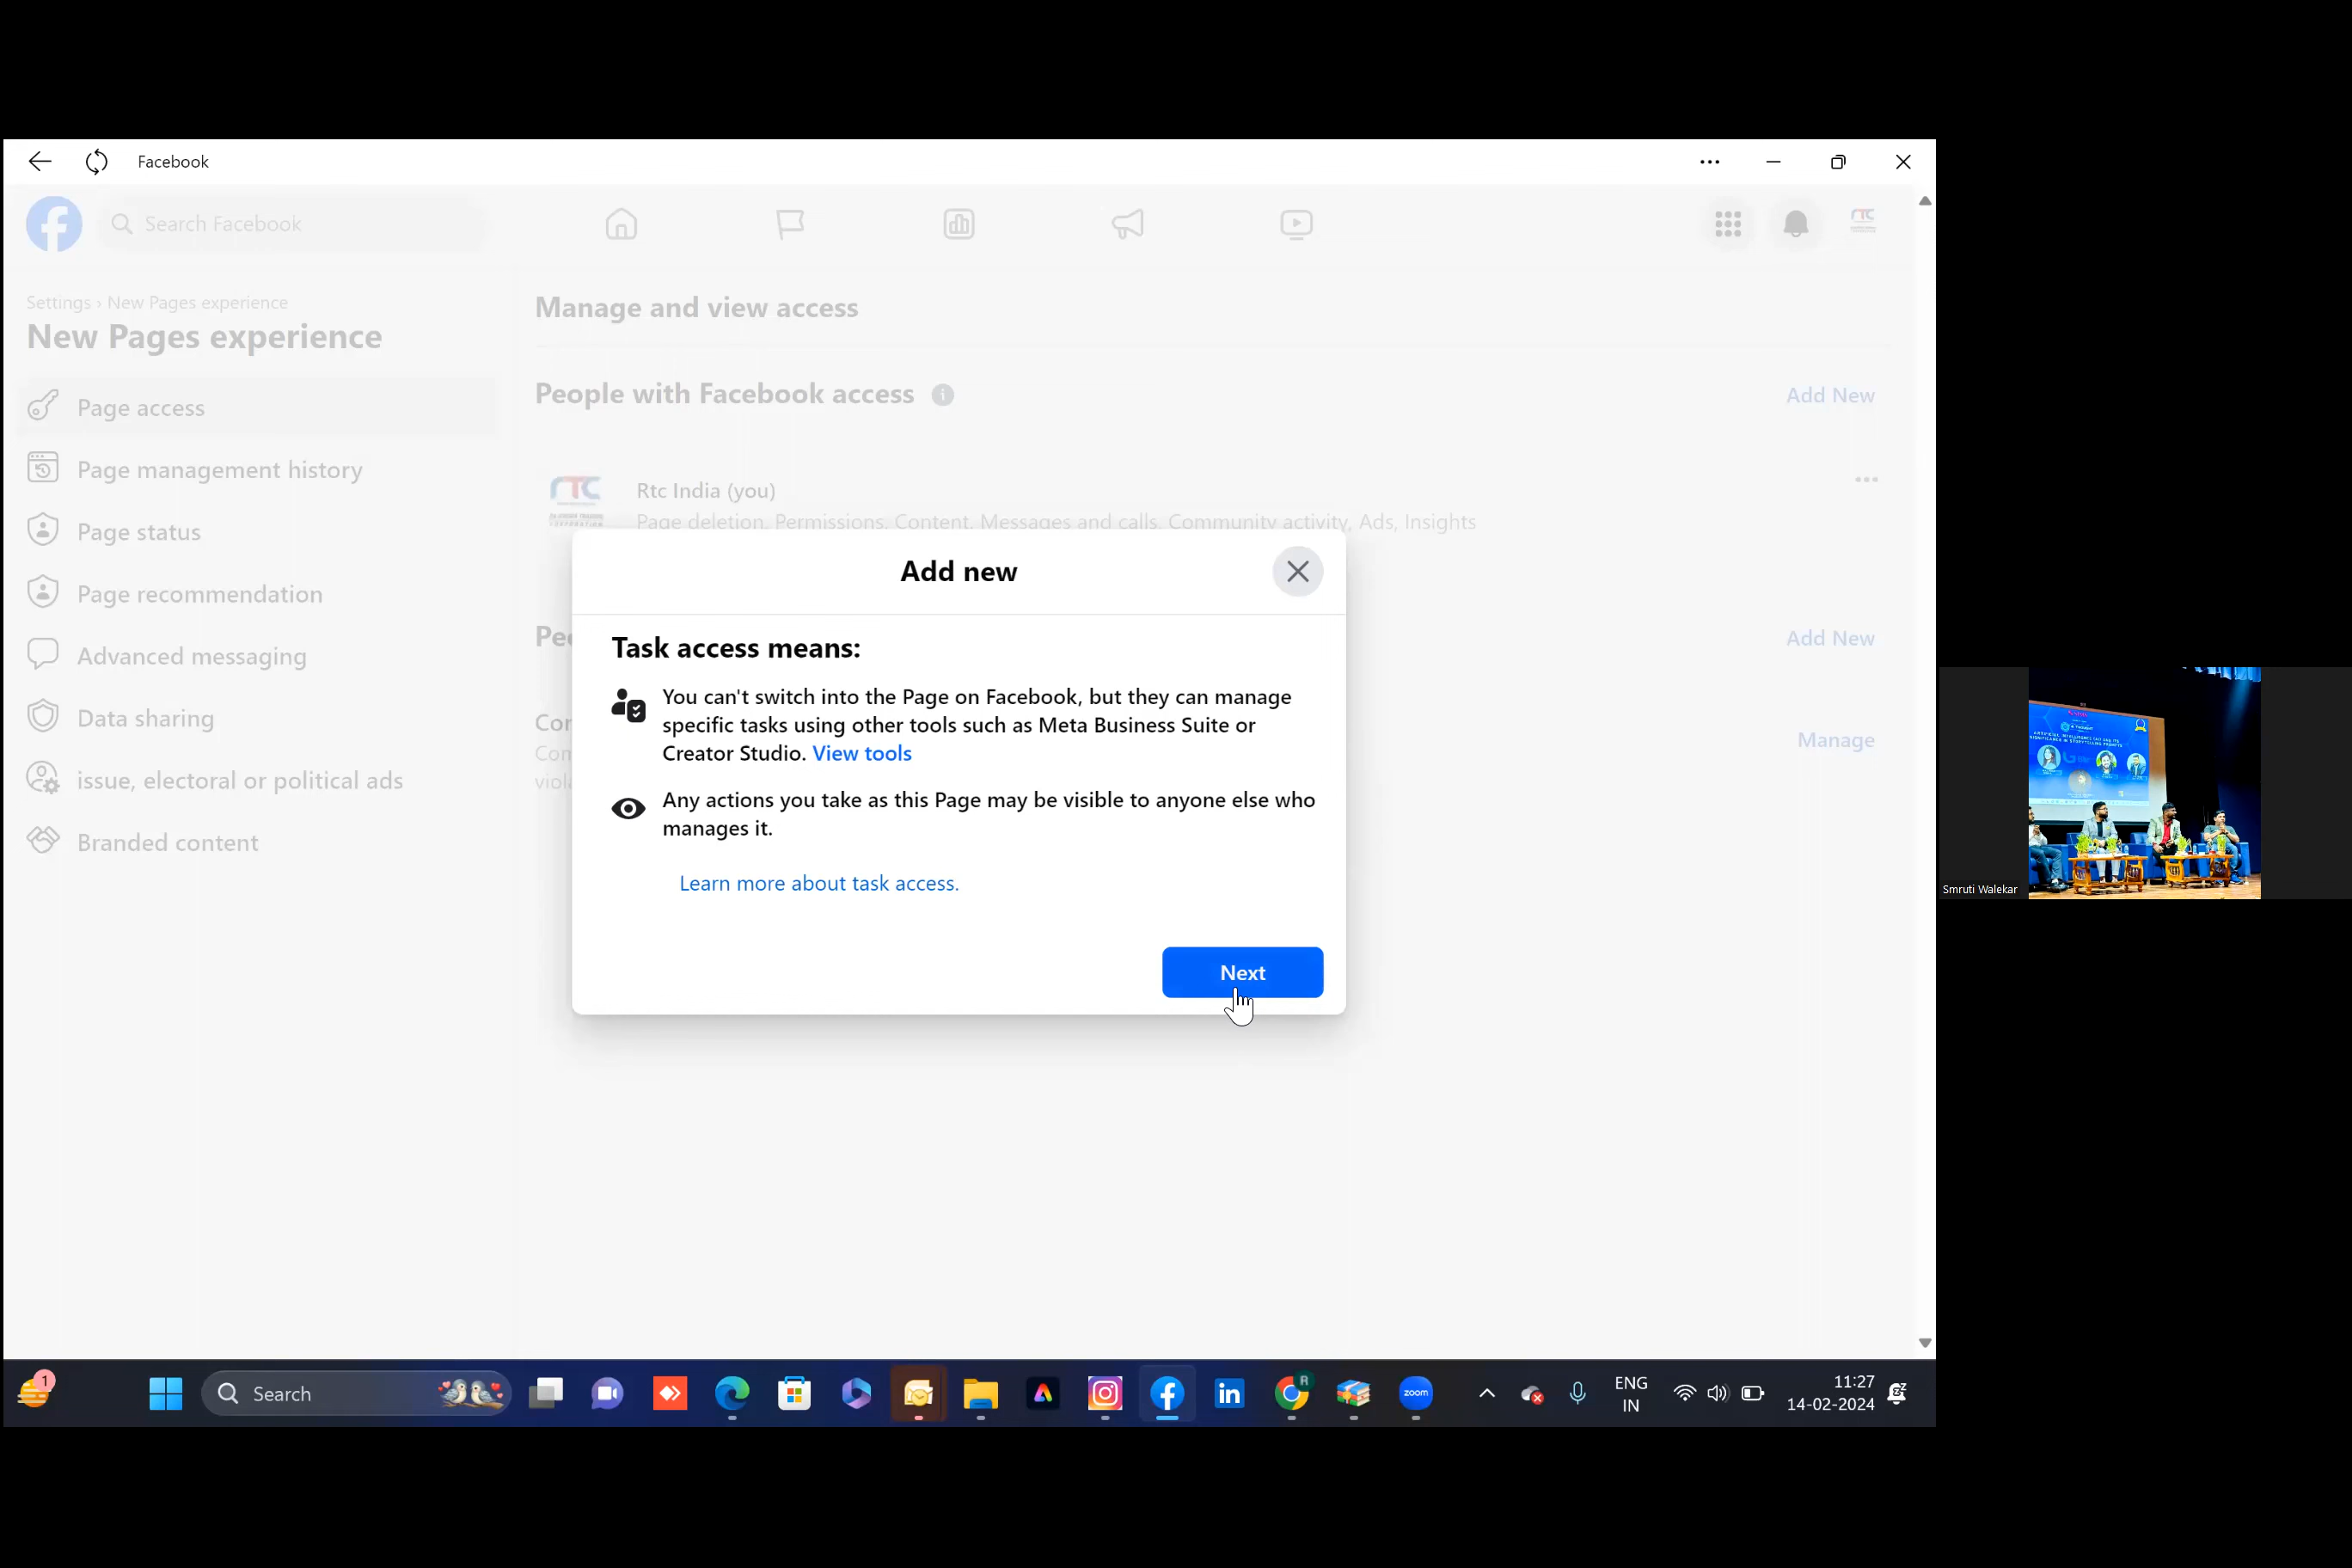 Facebook
Search Facebook
Settings › New Pages experience
New Pages experience
Page access
Page management history
Page status
Page recommendation
Advanced messaging
Data sharing
issue, electoral or political ads
Branded content
Manage and view access
People with Facebook access
Add New
rTC
Rtc India (you)
Page deletion, Permissions, Content, Messages and calls, Community activity, Ads, Insights
Add New
Manage
Add new
Task access means:
You can't switch into the Page on Facebook, but they can manage
specific tasks using other tools such as Meta Business Suite or
Creator Studio. View tools
Any actions you take as this Page may be visible to anyone else who
manages it.
Learn more about task access.
Next
Smruti Walekar
1
Search
R
zoom
ENG
IN
11:27
14-02-2024